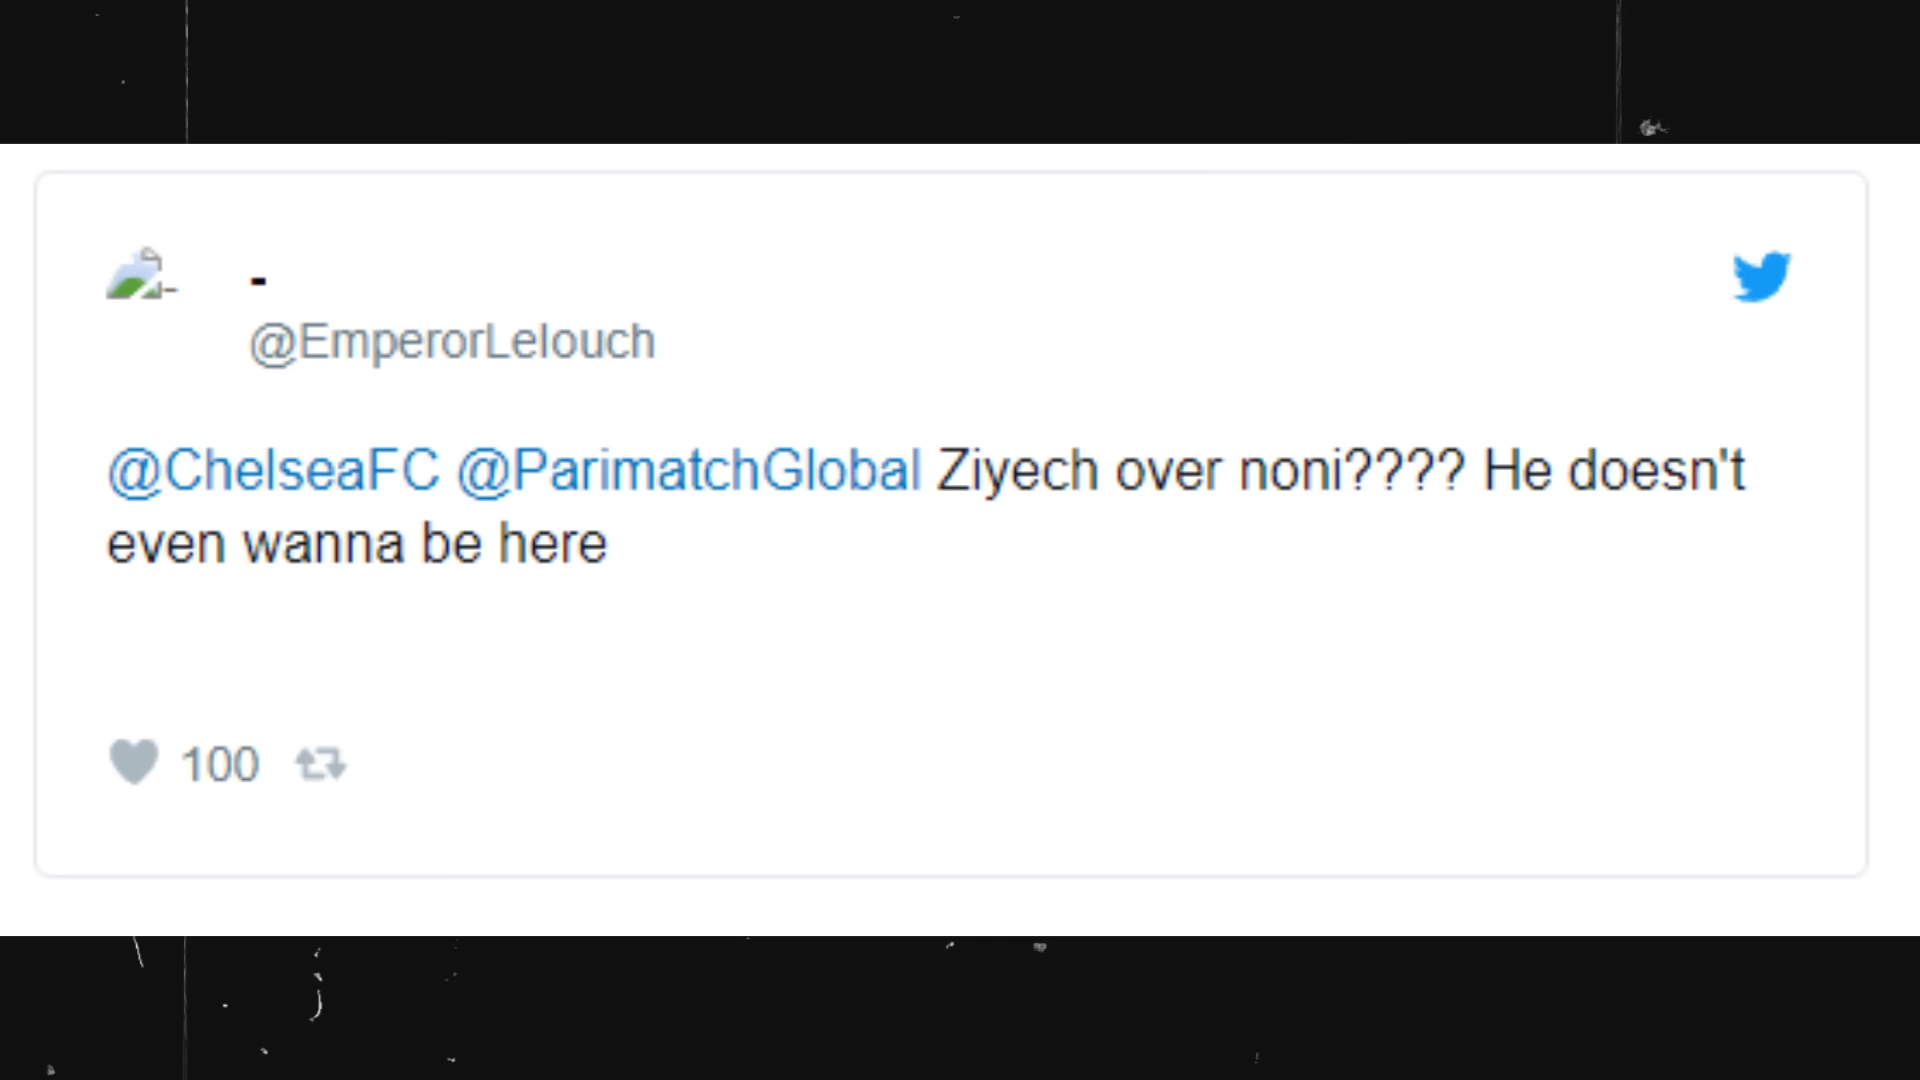 -
@EmperorLelouch
@ChelseaFC @ParimatchGlobal Ziyech over noni???? He doesn't
even wanna be here
100